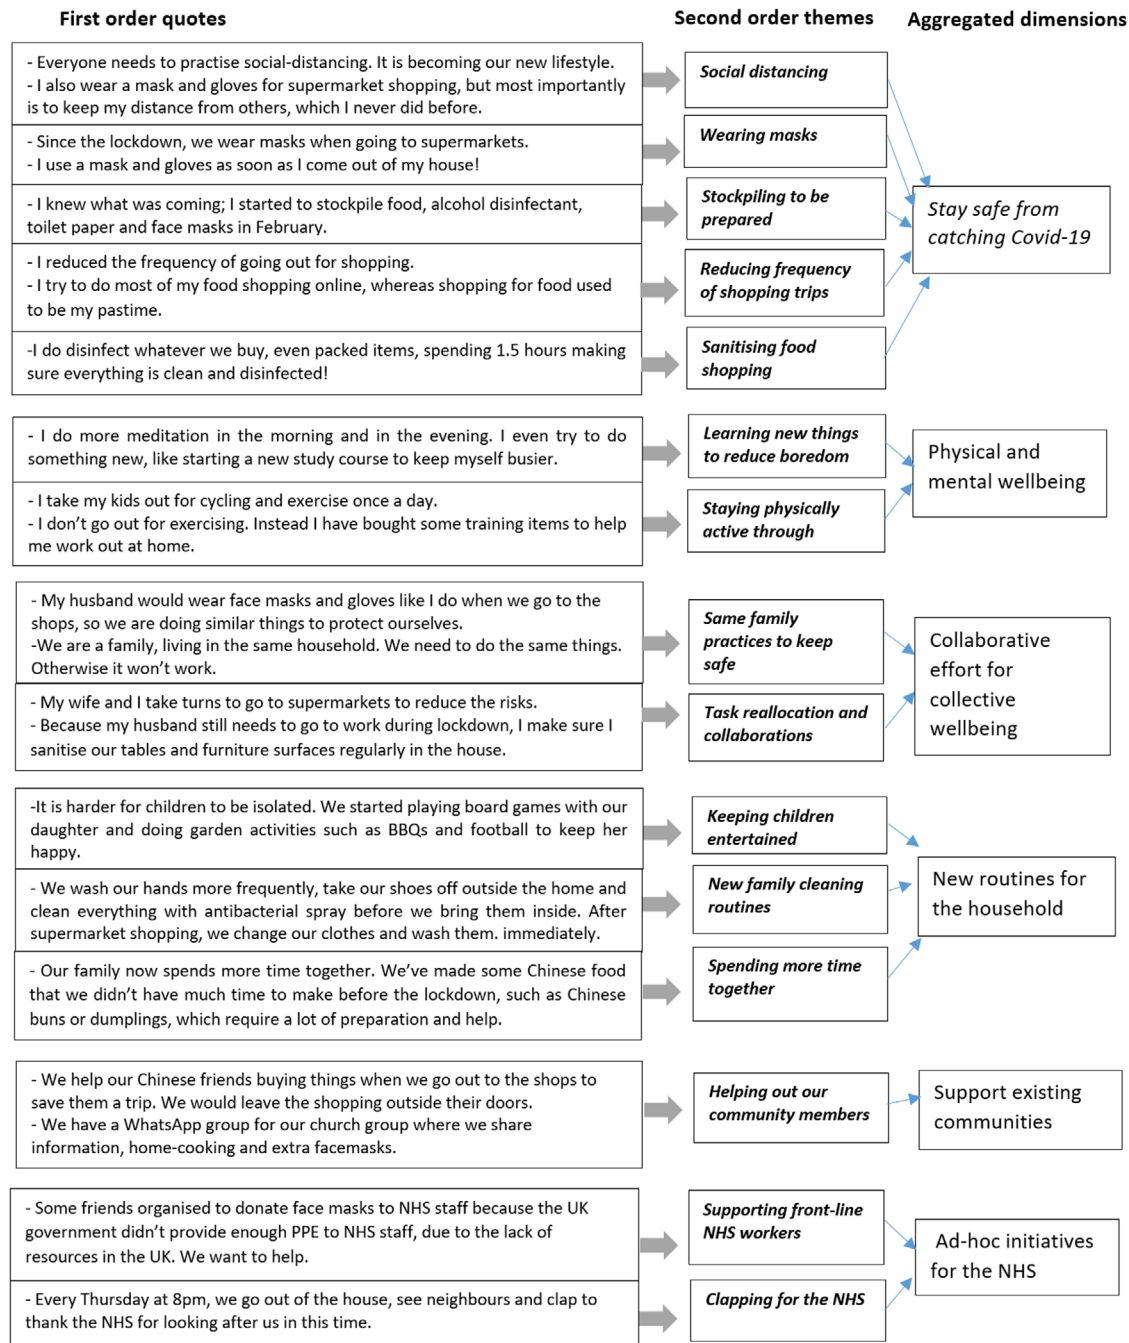 First order quotes
Second order themes
Aggregated dimensions
- Everyone needs to practise social-distancing. It is becoming our new lifestyle.
- I also wear a mask and gloves for supermarket shopping, but most importantly
is to keep my distance from others, which I never did before.
Social distancing
- Since the lockdown, we wear masks when going to supermarkets.
- I use a mask and gloves as soon as I come out of my house!
Wearing masks
- I knew what was coming; I started to stockpile food, alcohol disinfectant,
toilet paper and face masks in February.
Stockpiling to be
prepared
- I reduced the frequency of going out for shopping.
- I try to do most of my food shopping online, whereas shopping for food used
to be my pastime.
Reducing frequency
of shopping trips
-I do disinfect whatever we buy, even packed items, spending 1.5 hours making
sure everything is clean and disinfected!
Sanitising food
shopping
Stay safe from
catching Covid-19
- I do more meditation in the morning and in the evening. I even try to do
something new, like starting a new study course to keep myself busier.
Learning new things
to reduce boredom
- I take my kids out for cycling and exercise once a day.
- I don't go out for exercising. Instead I have bought some training items to help
me work out at home.
Staying physically
active through
Physical and
mental wellbeing
- My husband would wear face masks and gloves like I do when we go to the
shops, so we are doing similar things to protect ourselves.
-We are a family, living in the same household. We need to do the same things.
Otherwise it won't work.
Same family
practices to keep
safe
- My wife and I take turns to go to supermarkets to reduce the risks.
- Because my husband still needs to go to work during lockdown, I make sure I
sanitise our tables and furniture surfaces regularly in the house.
Task reallocation and
collaborations
Collaborative
effort for
collective
wellbeing
-It is harder for children to be isolated. We started playing board games with our
daughter and doing garden activities such as BBQs and football to keep her
happy.
Keeping children
entertained
- We wash our hands more frequently, take our shoes off outside the home and
clean everything with antibacterial spray before we bring them inside. After
supermarket shopping, we change our clothes and wash them. immediately.
New family cleaning
routines
- Our family now spends more time together. We've made some Chinese food
that we didn't have much time to make before the lockdown, such as Chinese
buns or dumplings, which require a lot of preparation and help.
Spending more time
together
New routines for
the household
- We help our Chinese friends buying things when we go out to the shops to
save them a trip. We would leave the shopping outside their doors.
- We have a WhatsApp group for our church group where we share
information, home-cooking and extra facemasks.
Helping out our
community members
Support existing
communities
- Some friends organised to donate face masks to NHS staff because the UK
government didn't provide enough PPE to NHS staff, due to the lack of
resources in the UK. We want to help.
Supporting front-line
NHS workers
- Every Thursday at 8pm, we go out of the house, see neighbours and clap to
thank the NHS for looking after us in this time.
Clapping for the NHS
Ad-hoc initiatives
for the NHS